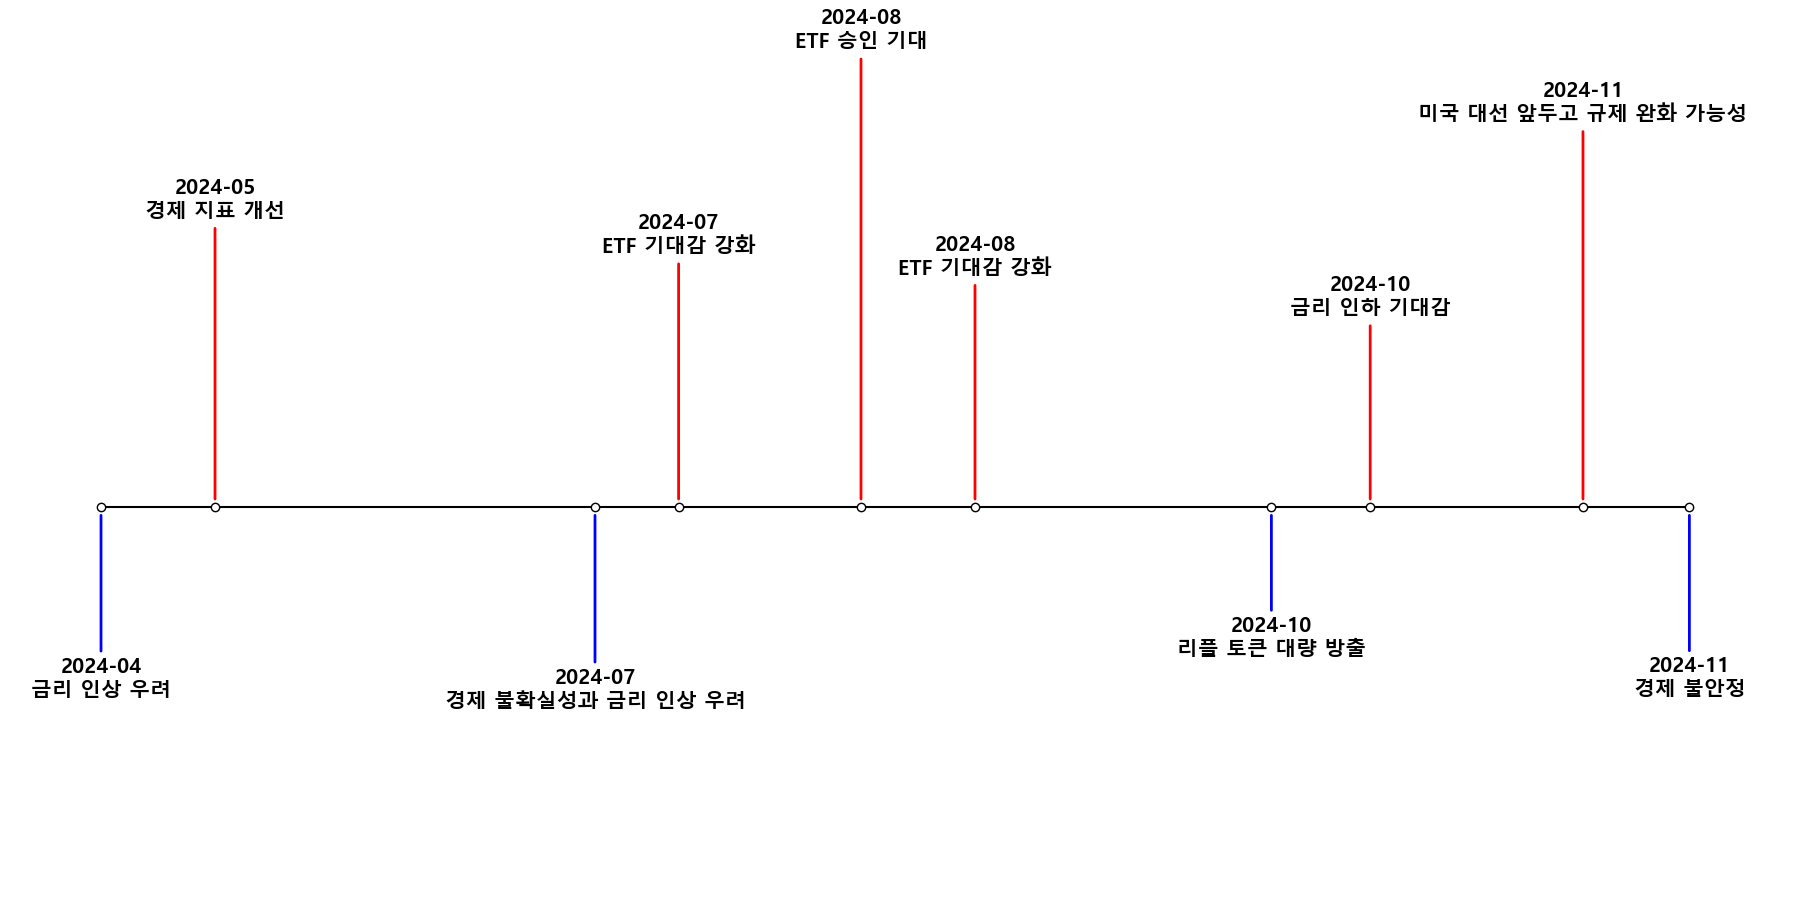 2024-08
ETF 승인 기대
2024-11
미국 대선 앞두고 규제 완화 가능성
2024-05
경제 지표 개선
2024-07
ETF 기대감 강화
2024-08
ETF 기대감 강화
2024-10
금리 인하 기대감
2024-04
금리 인상 우려
2024-07
경제 불확실성과 금리 인상 우려
2024-10
리플 토큰 대량 방출
2024-11
경제 불안정